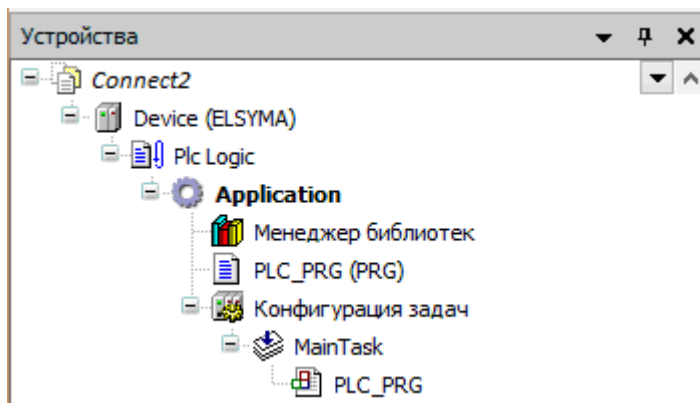 Устройства
Connect2
Device (ELSYMA)
Plc Logic
Application
Менеджер библиотек
PLC_PRG (PRG)
Конфигурация задач
MainTask
PLC_PRG